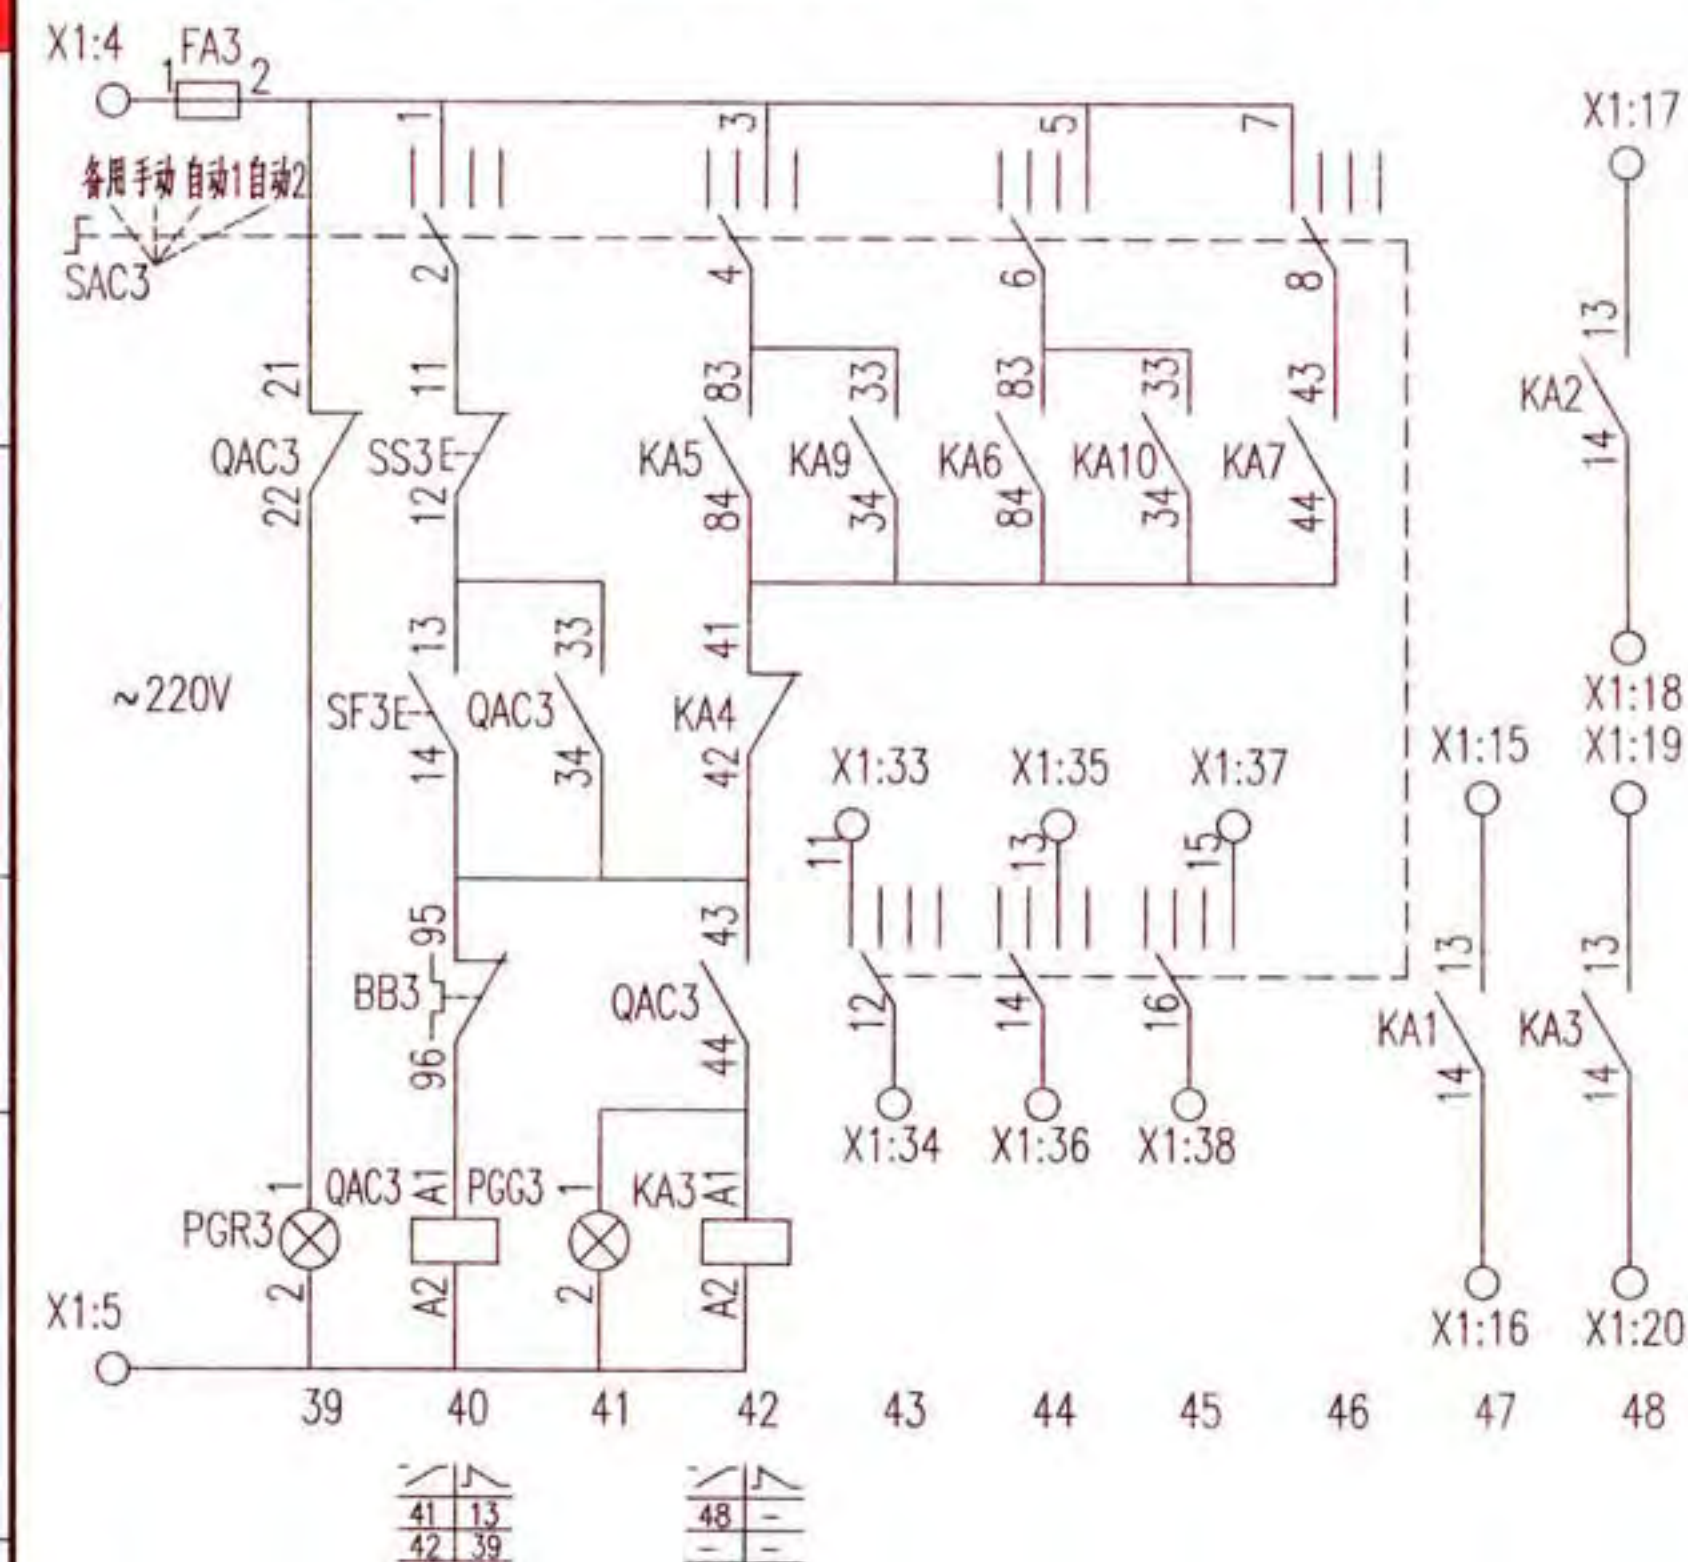 X1:4
FA3
1
2
1
3
5
7
X1:17
备用 手动 自动1 自动2
SAC3
2
4
6
8
13
KA2
14
21
11
83
33
83
33
43
QAC3
SS3
KA5
KA9
KA6
KA10
KA7
22
12
84
34
84
34
44
X1:18
~220V
13
33
41
SF3
QAC3
KA4
14
34
42
X1:33
X1:35
X1:37
X1:15
X1:19
11
13
15
95
43
13
13
BB3
QAC3
12
14
16
KA1
KA3
96
44
14
14
X1:34
X1:36
X1:38
1
QAC3
A1
PGG3
1
KA3
A1
PGR3
2
A2
2
A2
X1:5
X1:16
X1:20
39 40 41 42 43 44 45 46 47 48
41 13
42 39
48 -
- -